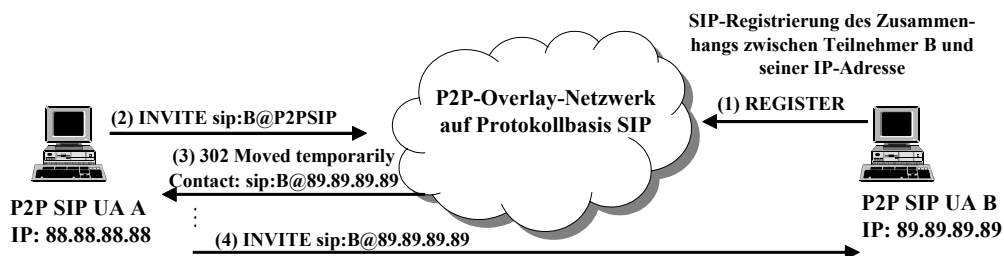 SIP-Registrierung des Zusammen-
hangs zwischen Teilnehmer B und
seiner IP-Adresse
P2P-Overlay-Netzwerk
auf Protokollbasis SIP
(1) REGISTER
(2) INVITE sip:B@P2PSIP
(3) 302 Moved temporarily
Contact: sip:B@89.89.89.89
P2P SIP UA A
IP: 88.88.88.88
P2P SIP UA B
IP: 89.89.89.89
(4) INVITE sip:B@89.89.89.89